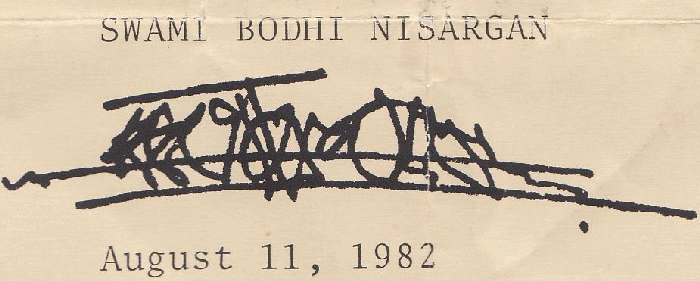 SWAMI BODHI NISARGAN
August 11, 1982